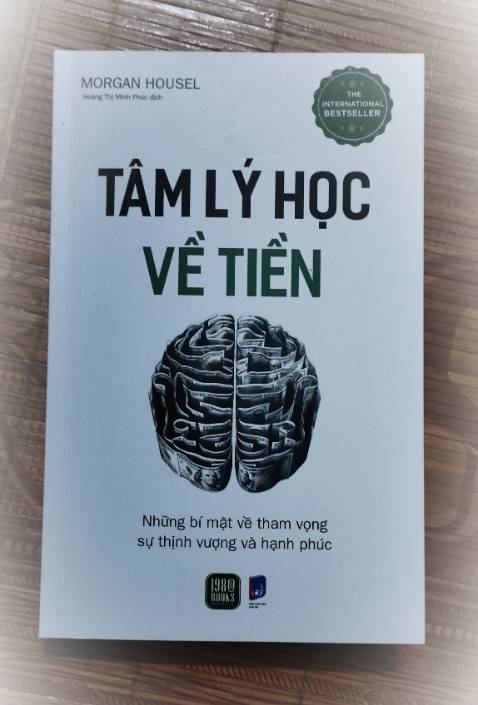 MORGAN HOUSEL
Hoàng Thị Minh Phúc dịch
THE
INTERNATIONAL
BESTSELLER
TÂM LÝ HỌC
VỀ TIỀN
Những bí mật về tham vọng
sự thịnh vượng và hạnh phúc
1980
BOOKS